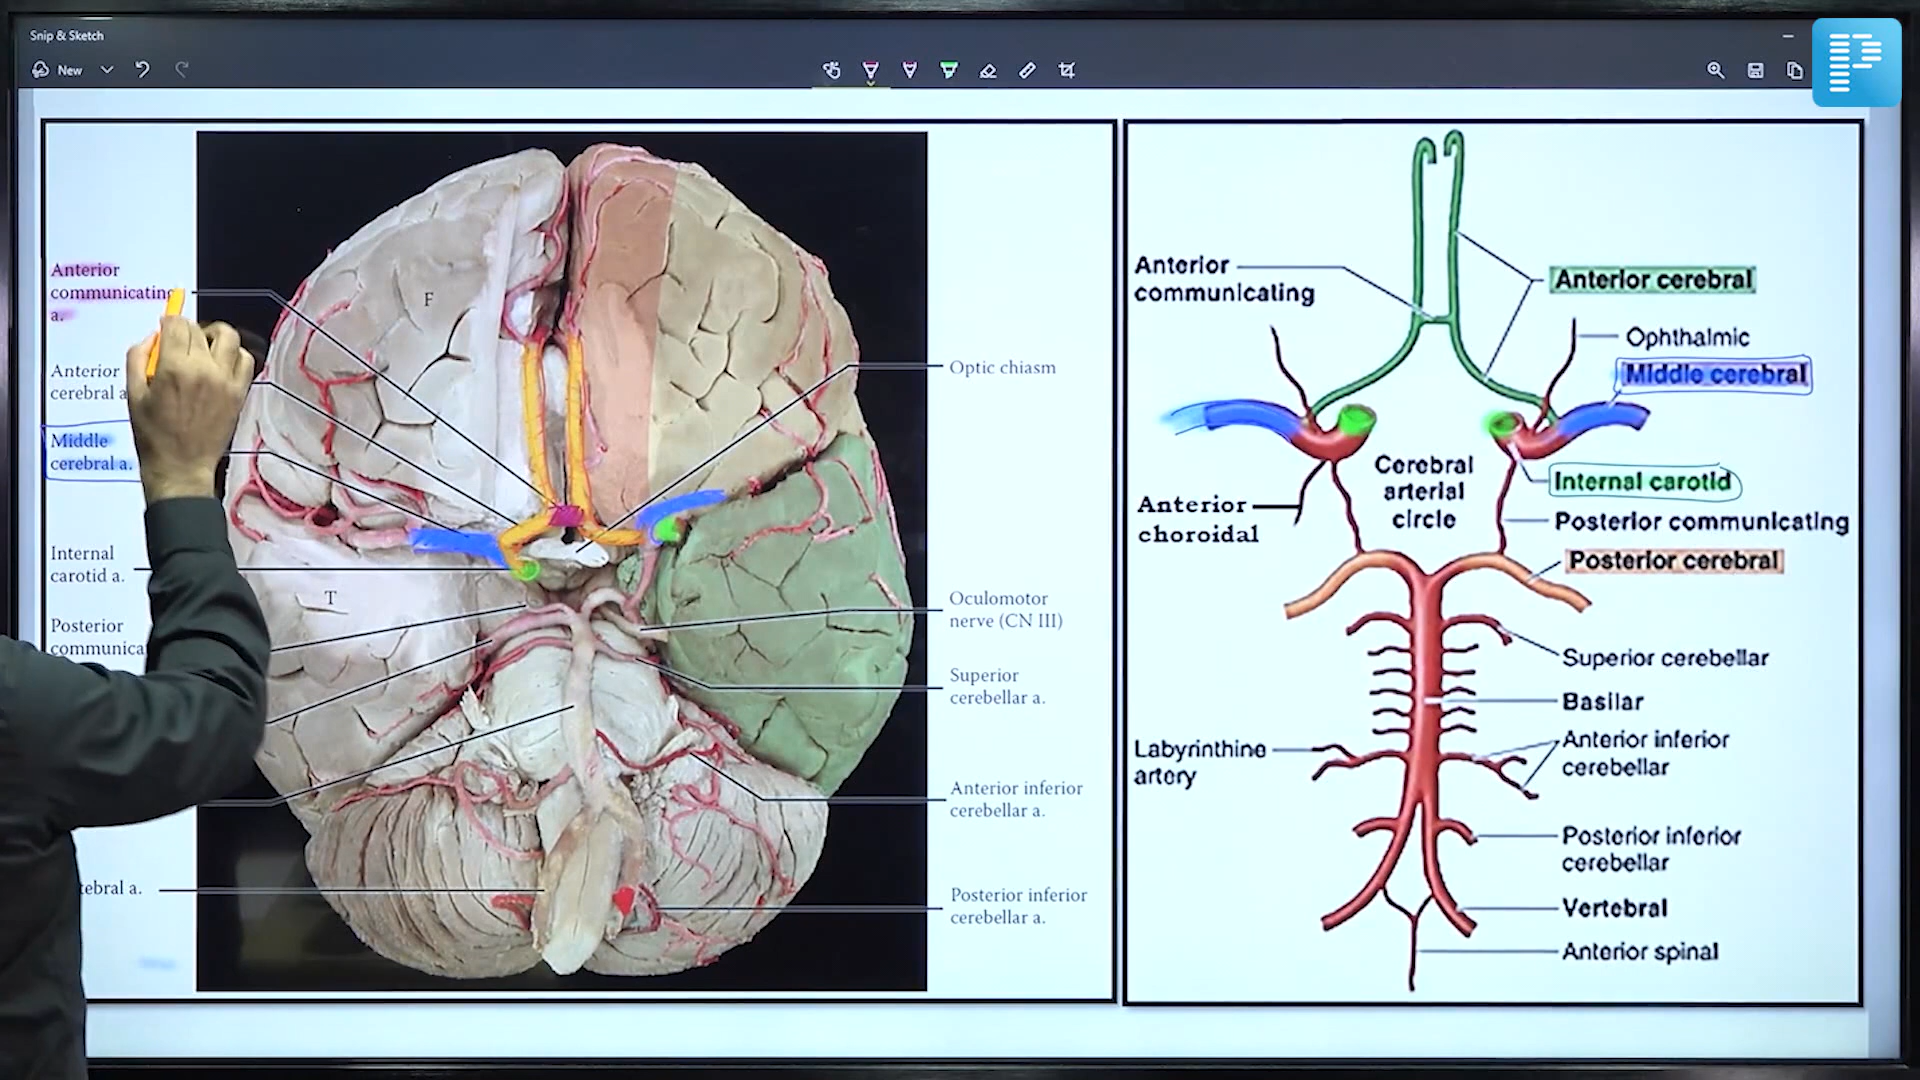 Snip & Sketch
New
Anterior
communicating
a.
Anterior
cerebral a
Middle
cerebral a.
Internal
carotid a.
Posterior
communica
tebral a.
F
T
Optic chiasm
Oculomotor
nerve (CN III)
Superior
cerebellar a.
Anterior inferior
cerebellar a.
Posterior inferior
cerebellar a.
Anterior
communicating
Anterior cerebral
Ophthalmic
Middle cerebral
Cerebral
arterial
circle
Internal carotid
Anterior
choroidal
Posterior communicating
Posterior cerebral
Superior cerebellar
Basilar
Labyrinthine
artery
Anterior inferior
cerebellar
Posterior inferior
cerebellar
Vertebral
Anterior spinal